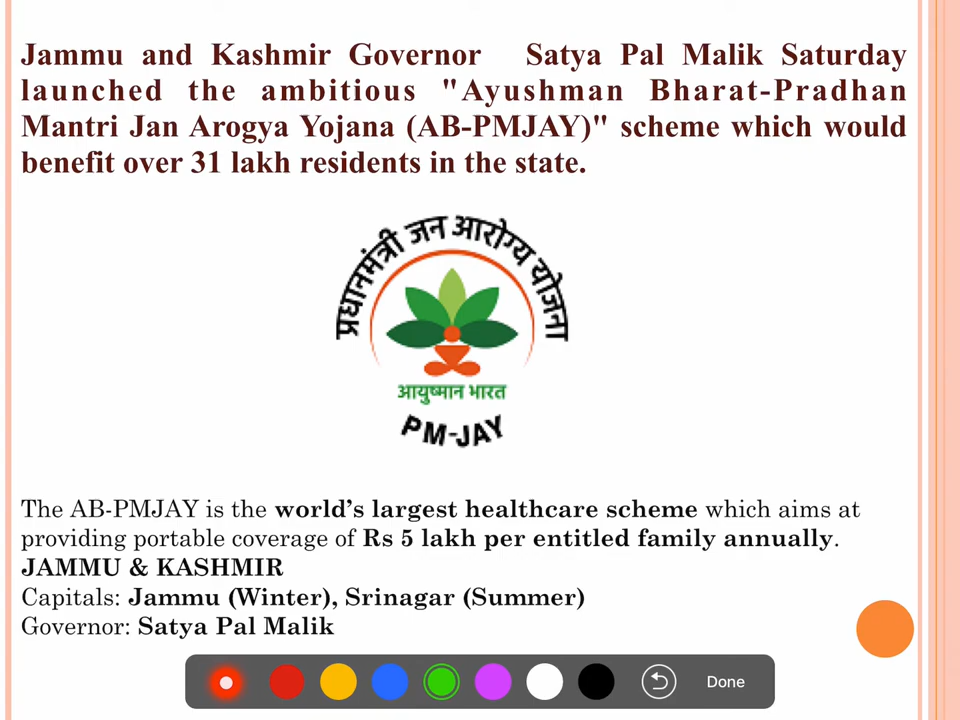 Jammu and Kashmir Governor Satya Pal Malik Saturday
launched the ambitious "Ayushman Bharat-Pradhan
Mantri Jan Arogya Yojana (AB-PMJAY)" scheme which would
benefit over 31 lakh residents in the state.
प्रधानमंत्री जन आरोग्य योजना
आयुष्मान भारत
PM-JAY
The AB-PMJAY is the world’s largest healthcare scheme which aims at
providing portable coverage of Rs 5 lakh per entitled family annually.
JAMMU & KASHMIR
Capitals: Jammu (Winter), Srinagar (Summer)
Governor: Satya Pal Malik
Done